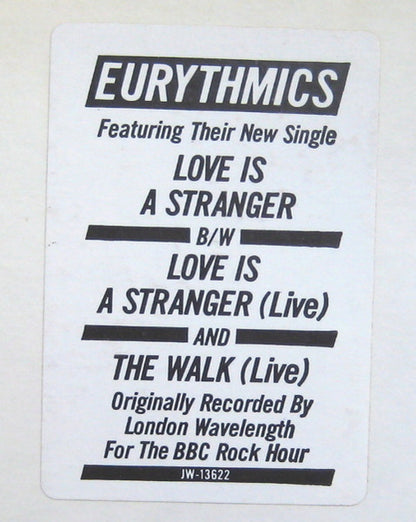 EURYTHMICS
Featuring Their New Single
LOVE IS
A STRANGER
B/W
LOVE IS
A STRANGER (Live)
AND
THE WALK (Live)
Originally Recorded By
London Wavelength
For The BBC Rock Hour
JW-13622